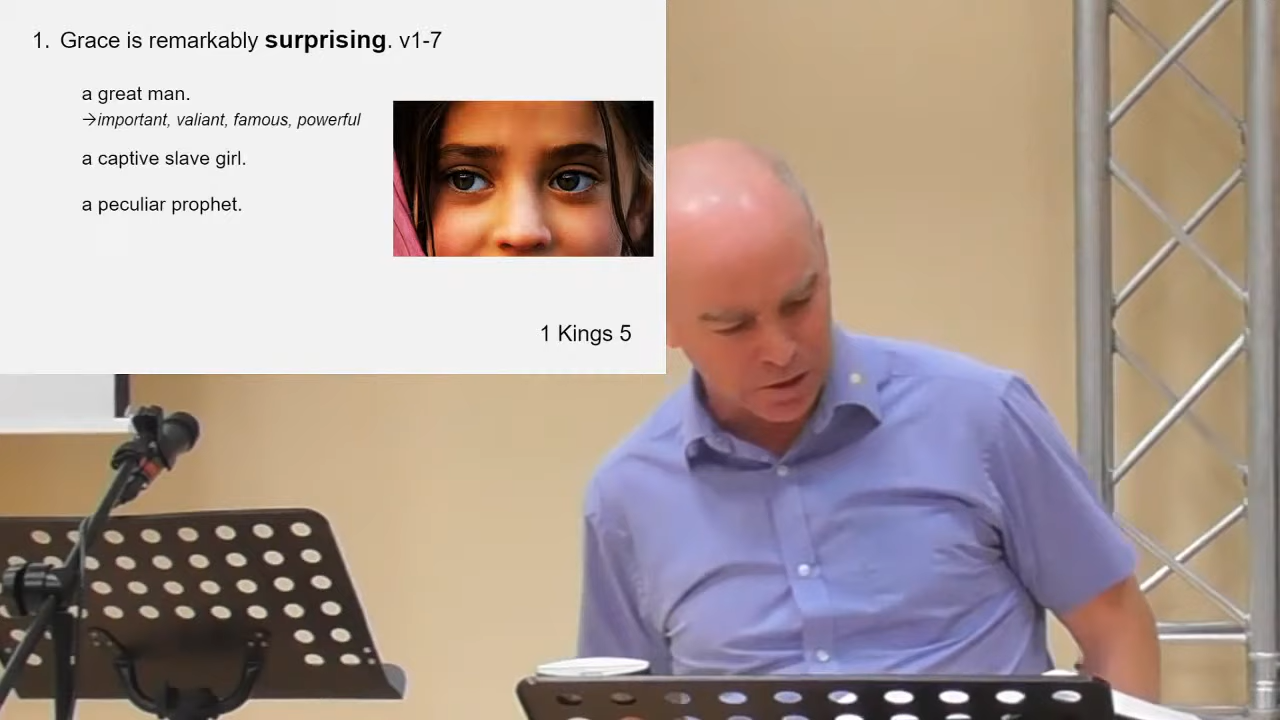 1. Grace is remarkably surprising. v1-7
a great man.
→important, valiant, famous, powerful
a captive slave girl.
a peculiar prophet.
1 Kings 5